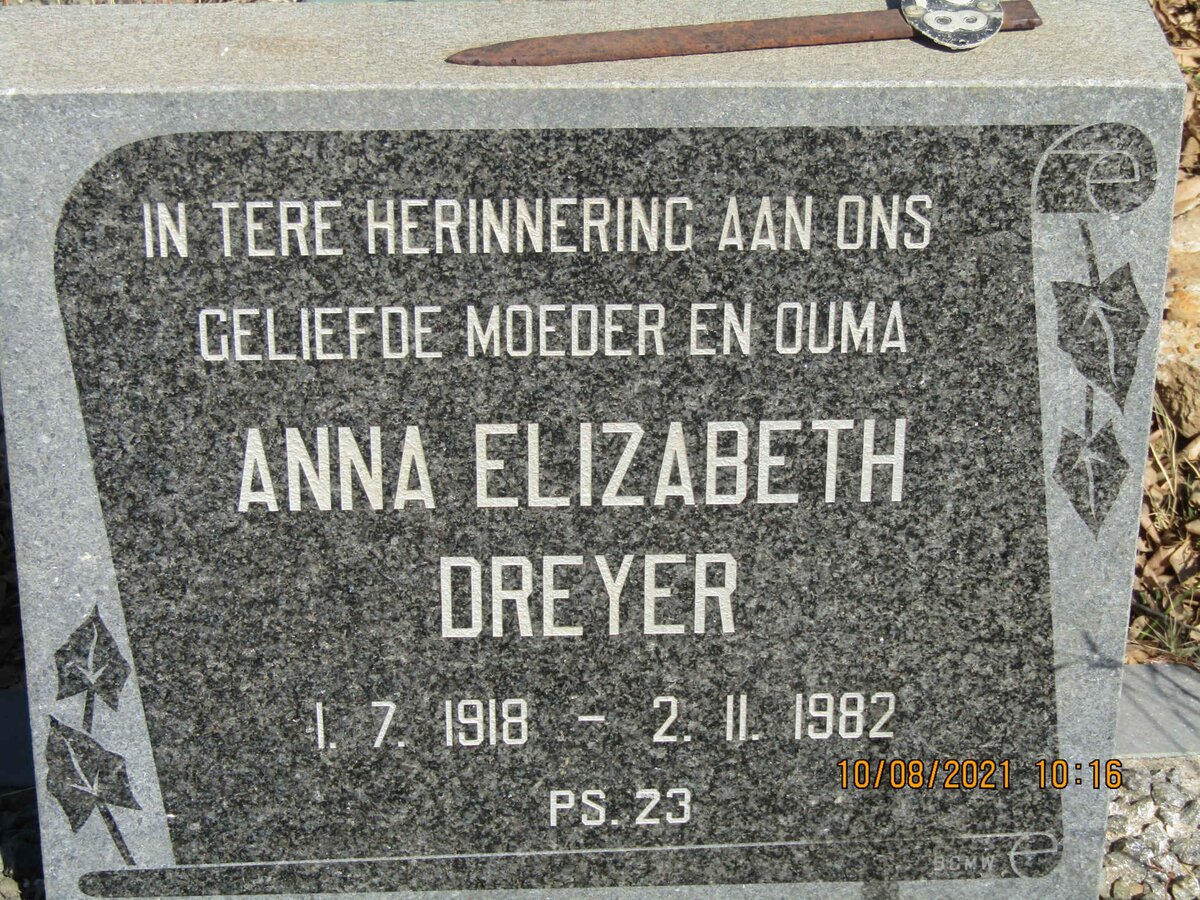 IN TERE HERINNERING AAN ONS
GELIEFDE MOEDER EN OUMA
ANNA ELIZABETH
DREYER
1. 7. 1918 – 2. 11. 1982
10/08/2021 10:16
PS. 23
BGMW